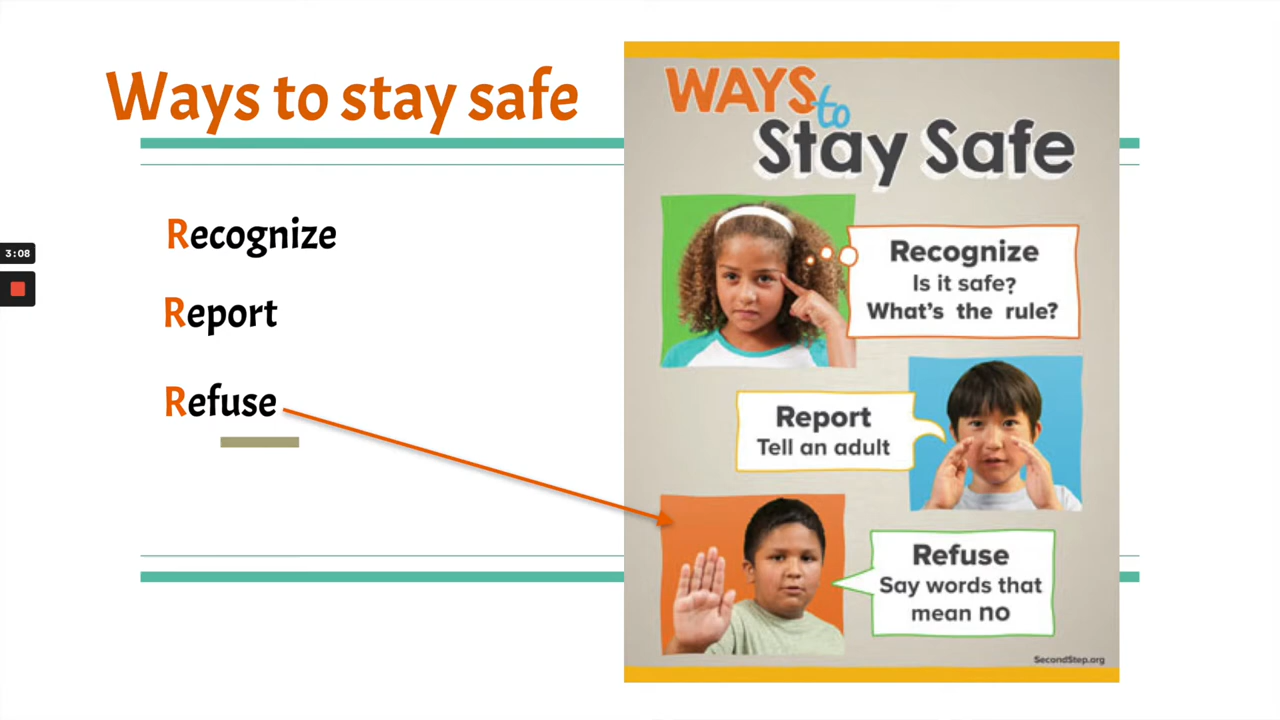 Ways to stay safe
Recognize
Report
Refuse
3:08
WAYS to
Stay Safe
Recognize
Is it safe?
What's the rule?
Report
Tell an adult
Refuse
Say words that
mean no
SecondStep.org